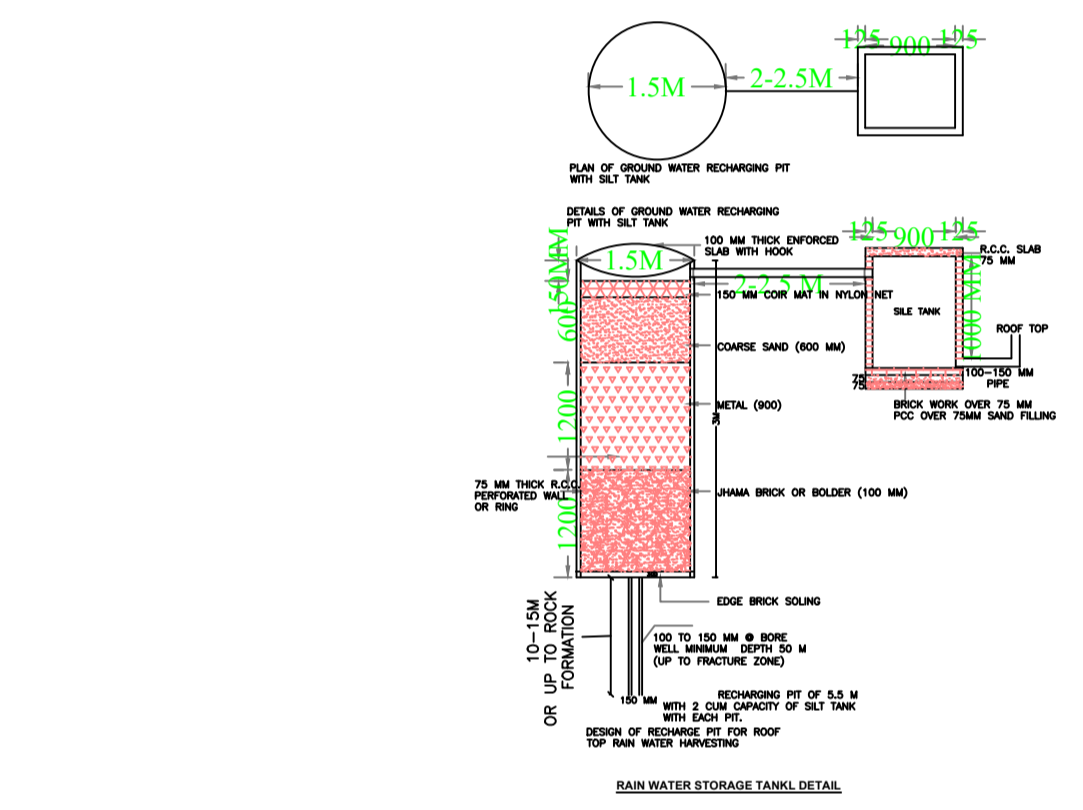 125 900 125
1.5M
2-2.5M
PLAN OF GROUND WATER RECHARGING PIT
WITH SILT TANK
DETAILS OF GROUND WATER RECHARGING
PIT WITH SILT TANK
100 MM THICK ENFORCED
SLAB WITH HOOK
125 900 125
R.C.C. SLAB
75 MM
1.5M
150MM
2-2.5 M
150 MM COIR MAT IN NYLON NET
600
SILE TANK
1000 MM
ROOF TOP
COARSE SAND (600 MM)
100-150 MM
PIPE
75
75
BRICK WORK OVER 75 MM
PCC OVER 75MM SAND FILLING
1200
METAL (900)
3M
75 MM THICK R.C.C.
PERFORATED WALL
OR RING
JHAMA BRICK OR BOLDER (100 MM)
1200
EDGE BRICK SOLING
10-15M
OR UP TO ROCK
FORMATION
100 TO 150 MM @ BORE
WELL MINIMUM DEPTH 50 M
(UP TO FRACTURE ZONE)
150 MM
RECHARGING PIT OF 5.5 M
WITH 2 CUM CAPACITY OF SILT TANK
WITH EACH PIT.
DESIGN OF RECHARGE PIT FOR ROOF
TOP RAIN WATER HARVESTING
RAIN WATER STORAGE TANKL DETAIL